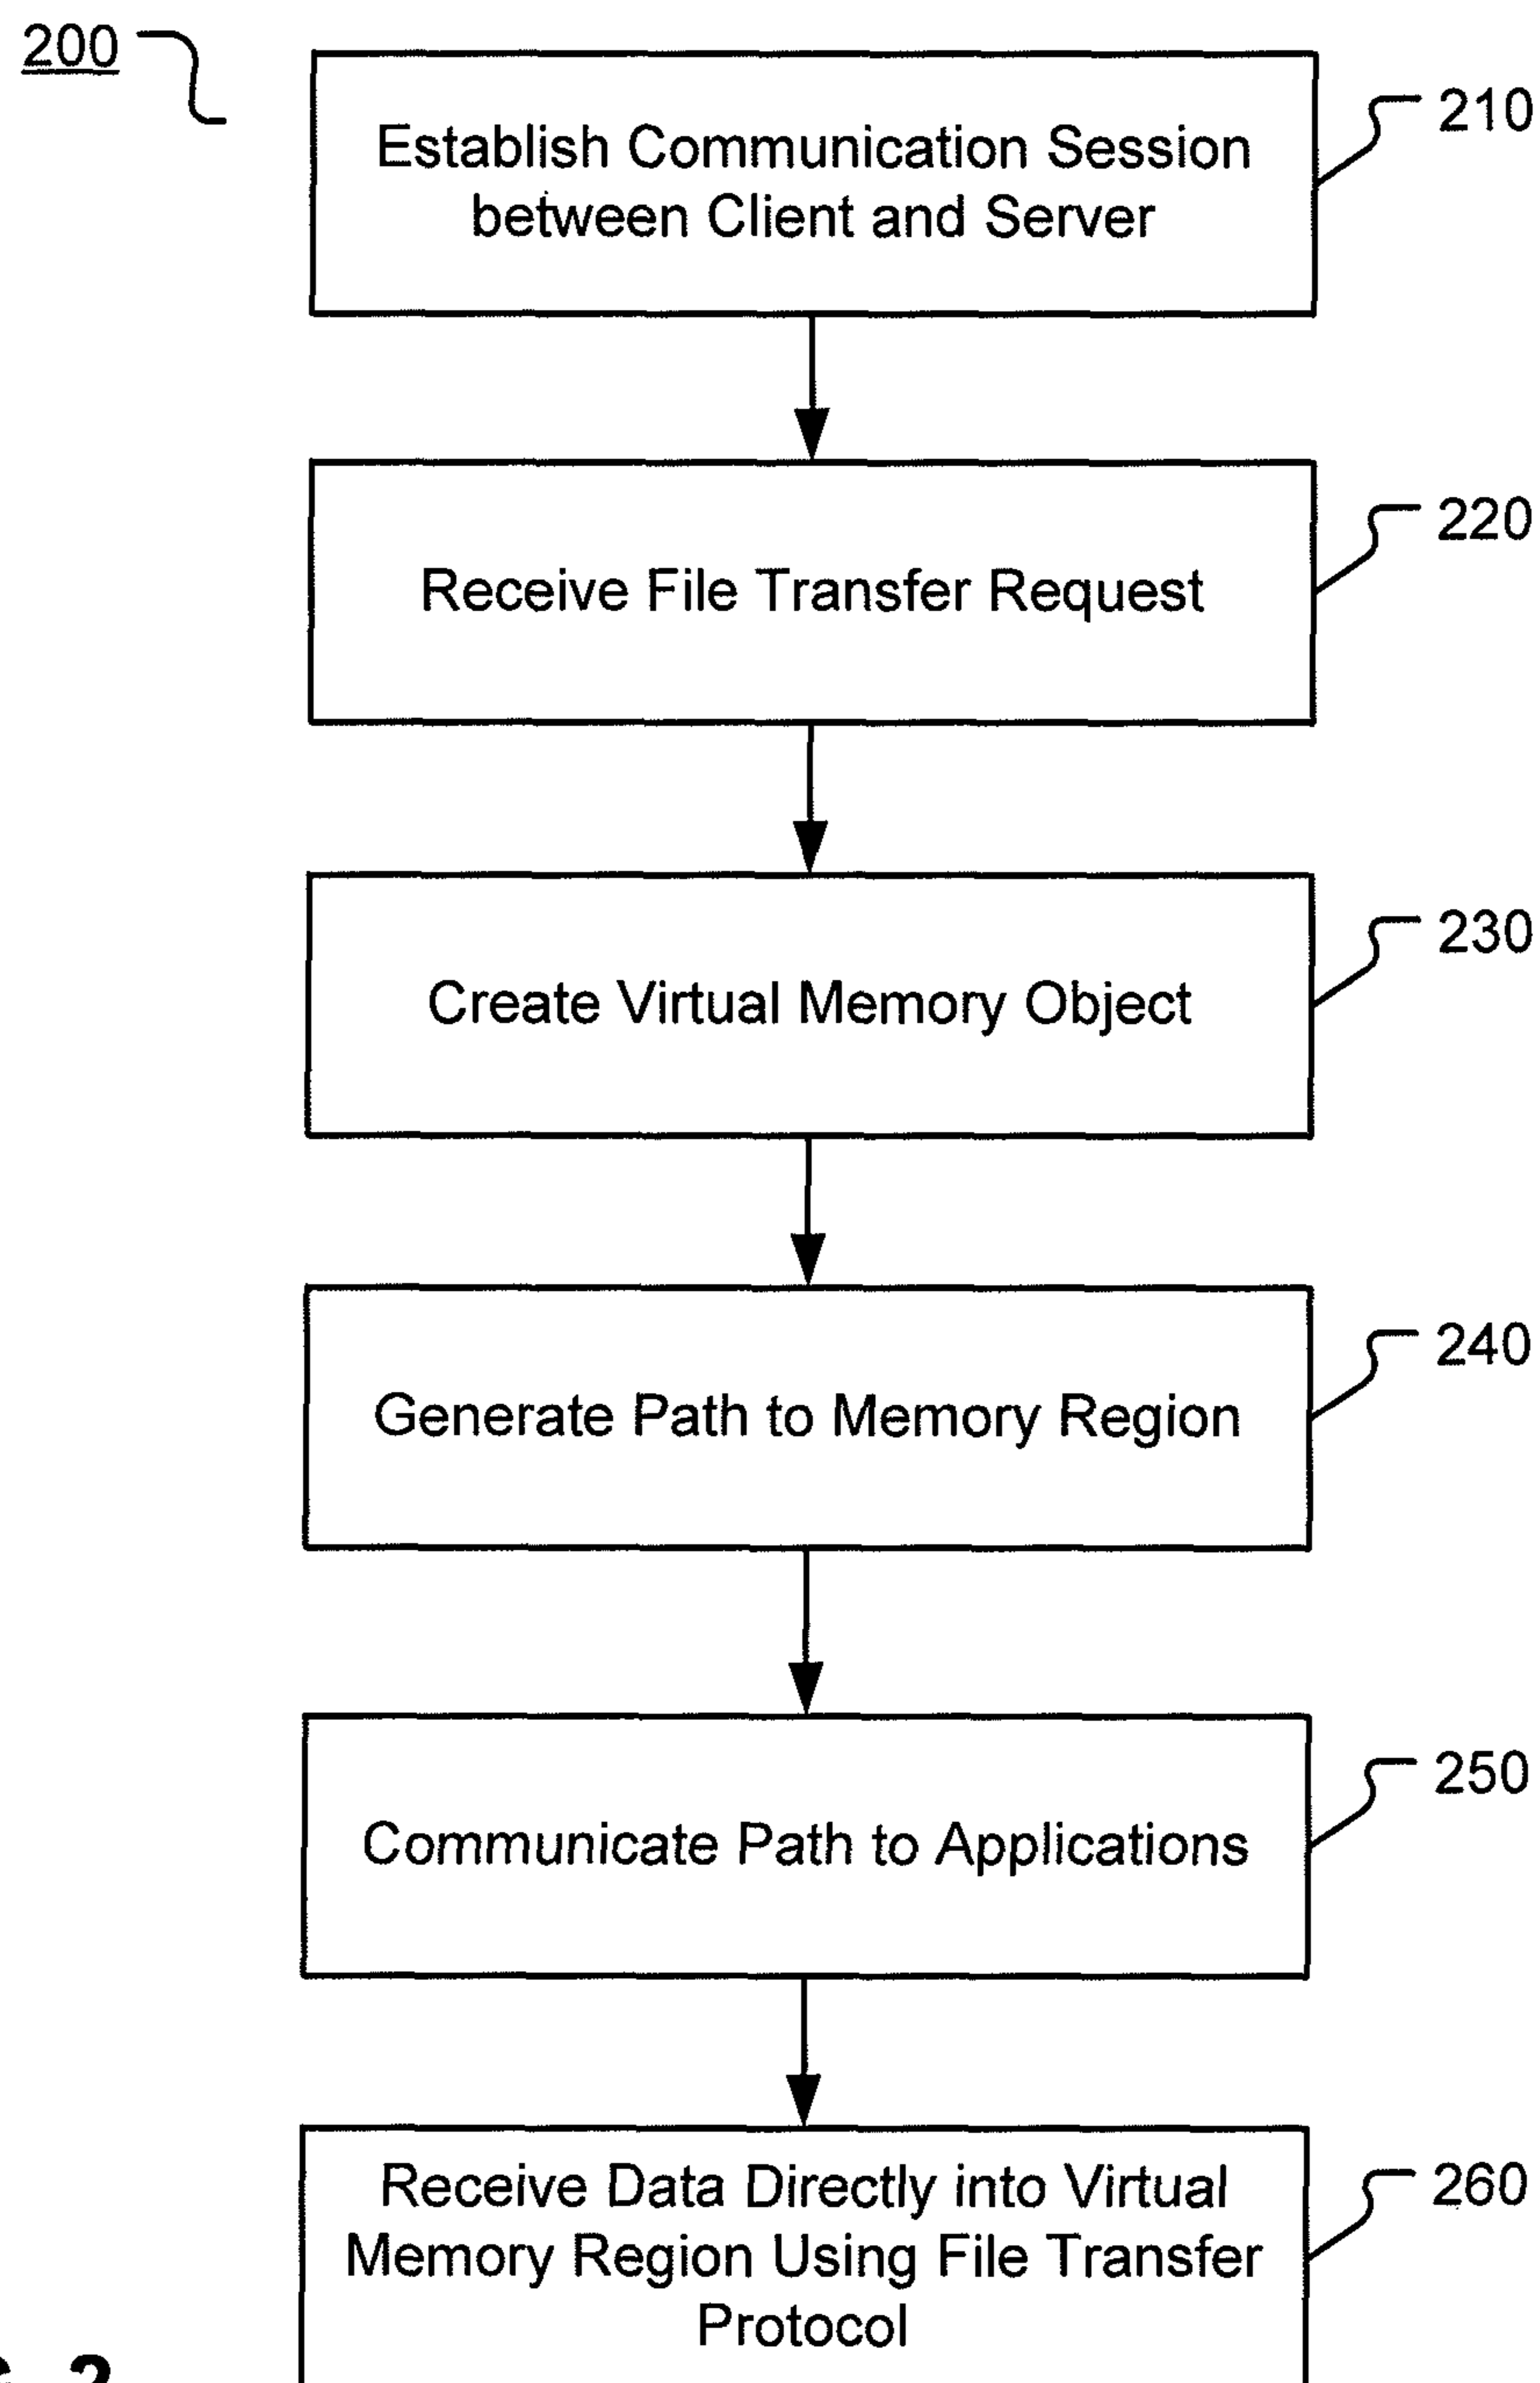 200
Establish Communication Session
between Client and Server
210
Receive File Transfer Request
220
Create Virtual Memory Object
230
Generate Path to Memory Region
240
Communicate Path to Applications
250
Receive Data Directly into Virtual
Memory Region Using File Transfer
Protocol
260
2